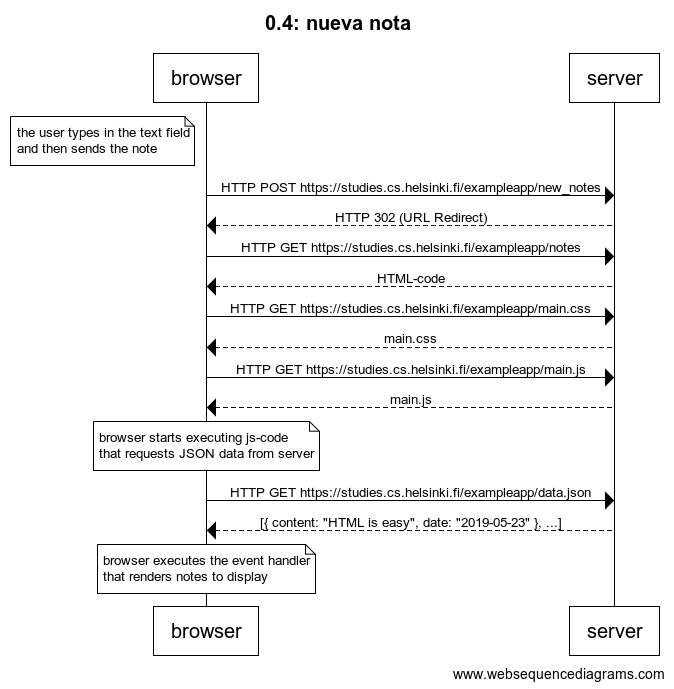 0.4: nueva nota
browser
server
the user types in the text field
and then sends the note
HTTP POST https://studies.cs.helsinki.fi/exampleapp/new_notes
HTTP 302 (URL Redirect)
HTTP GET https://studies.cs.helsinki.fi/exampleapp/notes
HTML-code
HTTP GET https://studies.cs.helsinki.fi/exampleapp/main.css
main.css
HTTP GET https://studies.cs.helsinki.fi/exampleapp/main.js
main.js
browser starts executing js-code
that requests JSON data from server
HTTP GET https://studies.cs.helsinki.fi/exampleapp/data.json
[{ content: "HTML is easy", date: "2019-05-23" }, ...]
browser executes the event handler
that renders notes to display
browser
server
www.websequencediagrams.com